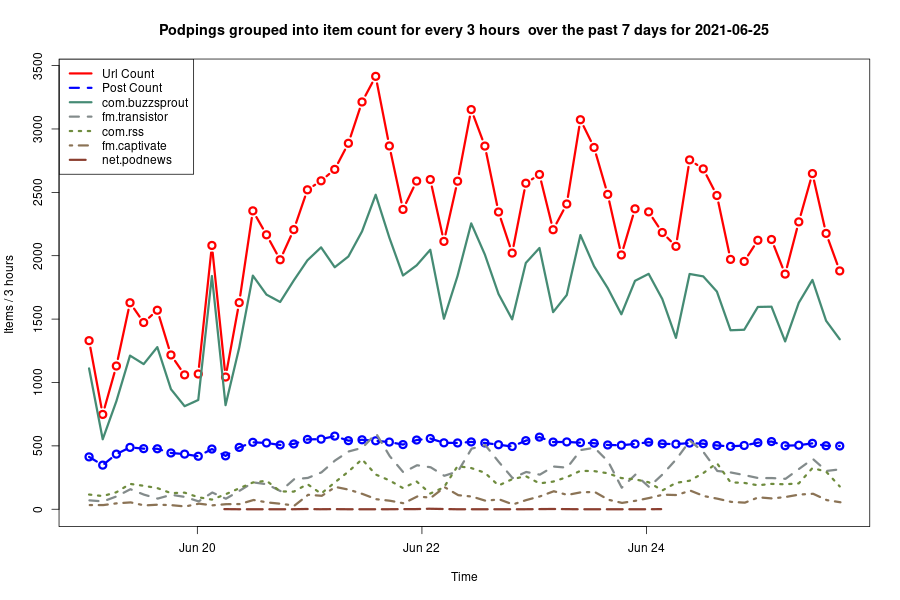 Podpings grouped into item count for every 3 hours  over the past 7 days for 2021-06-25
Url Count
Post Count
com.buzzsprout
fm.transistor
com.rss
fm.captivate
net.podnews
Items / 3 hours
3500
3000
2500
2000
1500
1000
500
0
Jun 20
Jun 22
Jun 24
Time